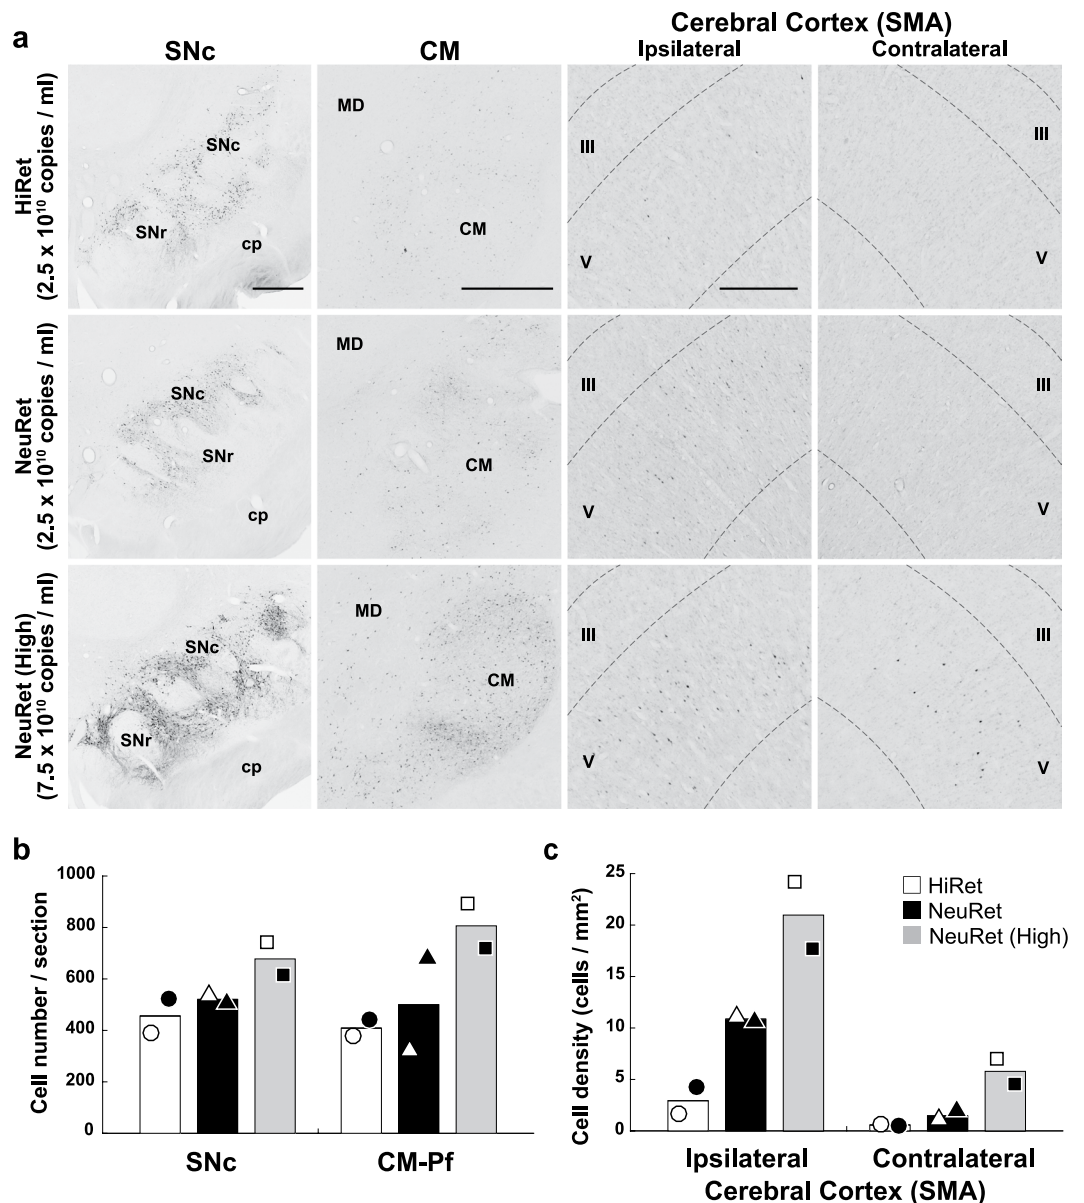 a
Cerebral Cortex (SMA)
SNc
CM
Ipsilateral
Contralateral
HiRet
(2.5 x 10¹⁰ copies / ml)
SNc
SNr
cp
MD
CM
III
V
III
V
NeuRet
(2.5 x 10¹⁰ copies / ml)
SNc
SNr
cp
MD
CM
III
V
III
V
NeuRet (High)
(7.5 x 10¹⁰ copies / ml)
SNc
SNr
cp
MD
CM
III
V
III
V
b
Cell number / section
1000
800
600
400
200
0
SNc
CM-Pf
c
Cell density (cells / mm²)
25
20
15
10
5
0
HiRet
NeuRet
NeuRet (High)
Ipsilateral
Contralateral
Cerebral Cortex (SMA)